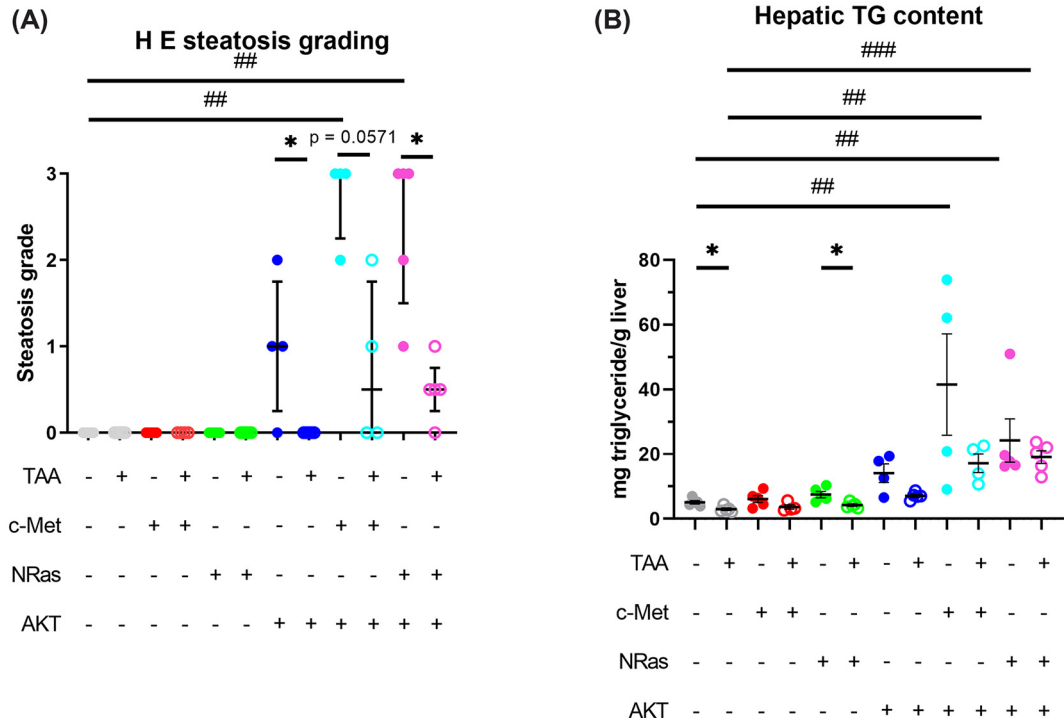 (A)
H E steatosis grading
##
##
* p = 0.0571 *
3
2
1
0
Steatosis grade
TAA - + - + - + - + - + - +
c-Met - - + + - - - - + + - -
NRas - - - - + + - - - - + +
AKT - - - - - - + + + + + +
(B)
Hepatic TG content
###
##
##
##
* *
80
60
40
20
0
mg triglyceride/g liver
TAA - + - + - + - + - + - +
c-Met - - + + - - - - + + - -
NRas - - - - + + - - - - + +
AKT - - - - - - + + + + + +